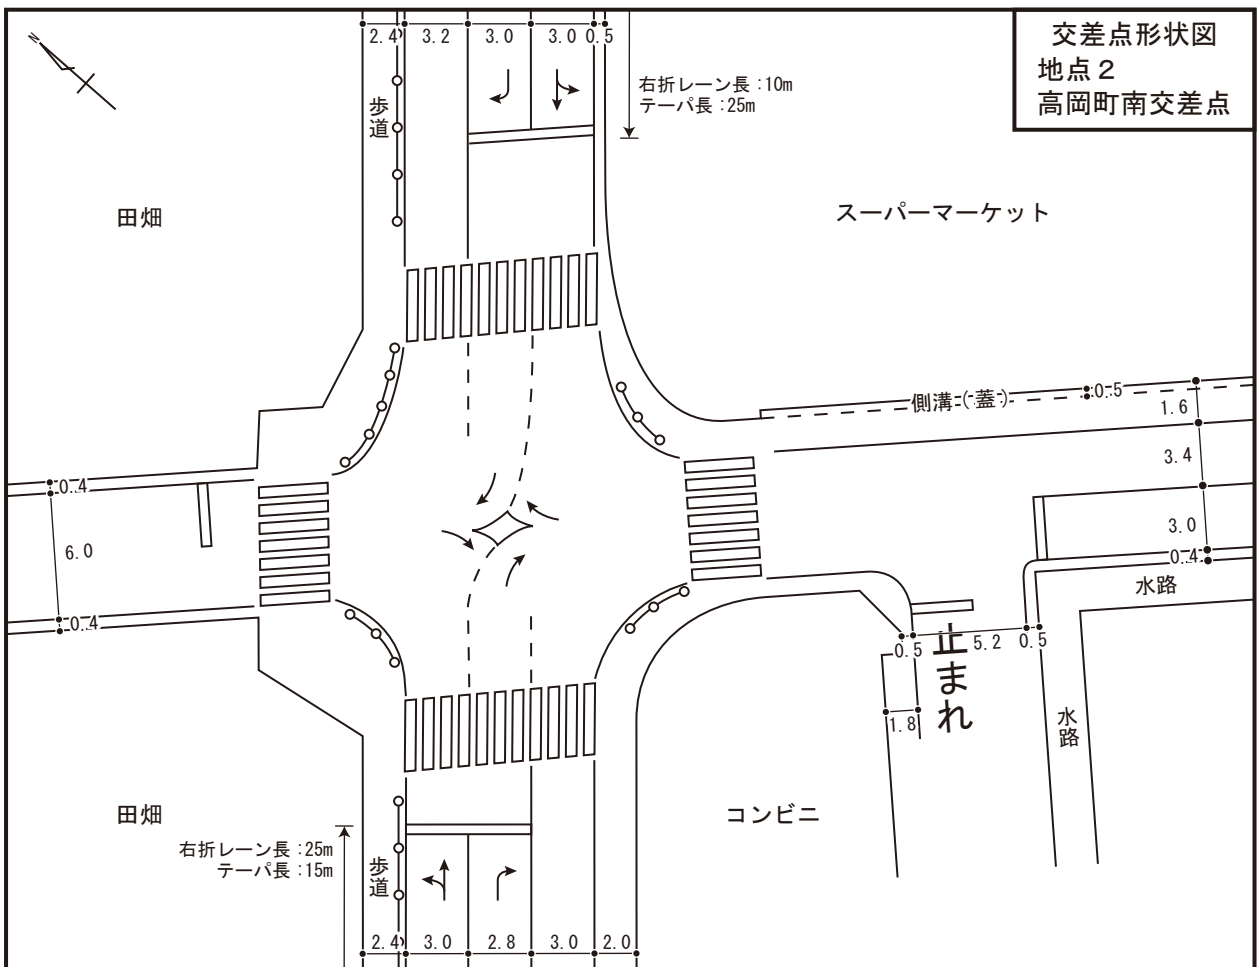 2.4
3.2
3.0
3.0
0.5
N
歩道
右折レーン長:10m
テーパ長:25m
交差点形状図
地点2
高岡町南交差点
田畑
スーパーマーケット
側溝(蓋)
0.5
1.6
3.4
3.0
0.4
水路
0.4
6.0
0.4
0.5
止まれ
5.2
0.5
1.8
水路
田畑
コンビニ
右折レーン長:25m
テーパ長:15m
歩道
2.4
3.0
2.8
3.0
2.0